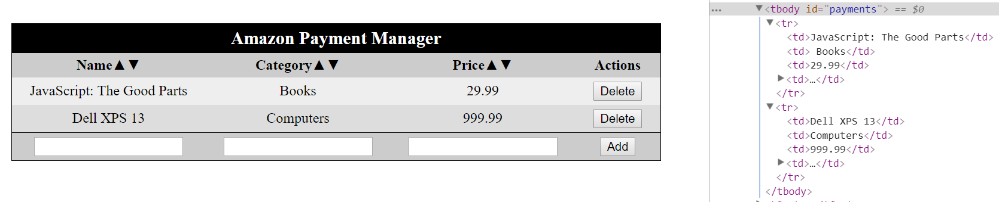 Amazon Payment Manager
Name▲▼ Category▲▼ Price▲▼ Actions
JavaScript: The Good Parts Books 29.99 Delete
Dell XPS 13 Computers 999.99 Delete
Add
… ▼<tbody id="payments"> == $0
▼<tr>
<td>JavaScript: The Good Parts</td>
<td> Books</td>
<td>29.99</td>
▶<td>…</td>
</tr>
▼<tr>
<td>Dell XPS 13</td>
<td>Computers</td>
<td>999.99</td>
▶<td>…</td>
</tr>
</tbody>